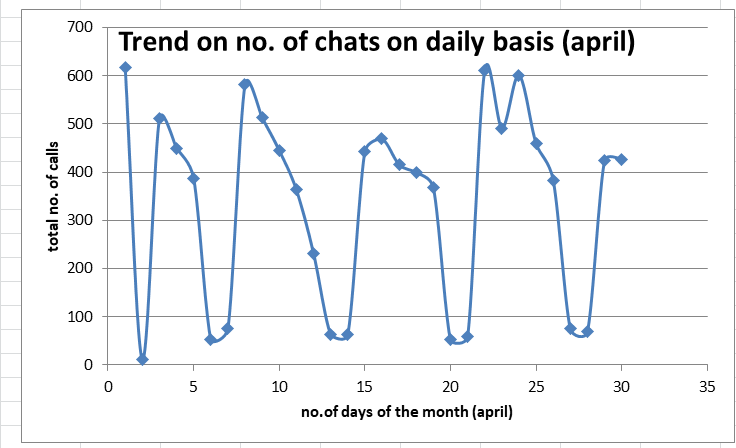 Trend on no. of chats on daily basis (april)
700
600
500
400
300
200
100
0
total no. of calls
0 5 10 15 20 25 30 35
no.of days of the month (april)